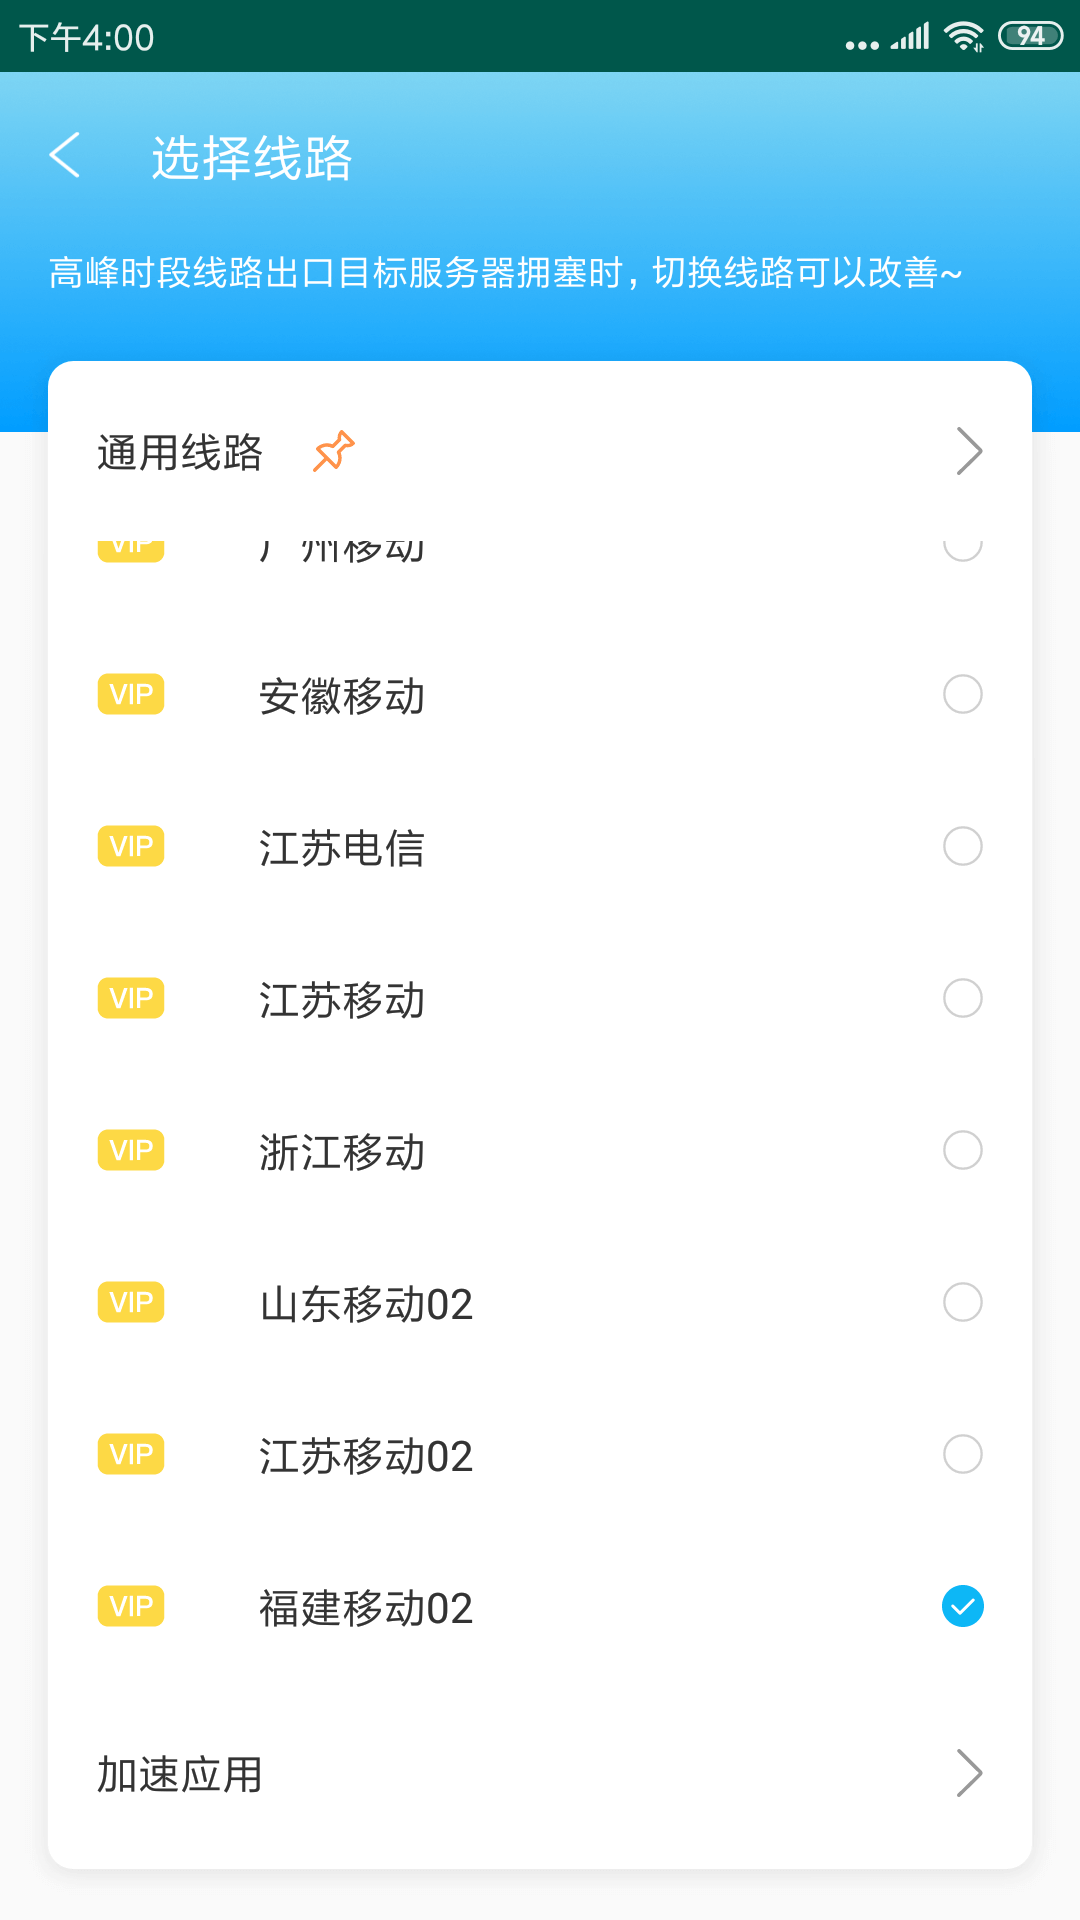 下午4:00
94
选择线路
高峰时段线路出口目标服务器拥塞时，切换线路可以改善~
通用线路
VIP 广州移动
VIP 安徽移动
VIP 江苏电信
VIP 江苏移动
VIP 浙江移动
VIP 山东移动02
VIP 江苏移动02
VIP 福建移动02
加速应用